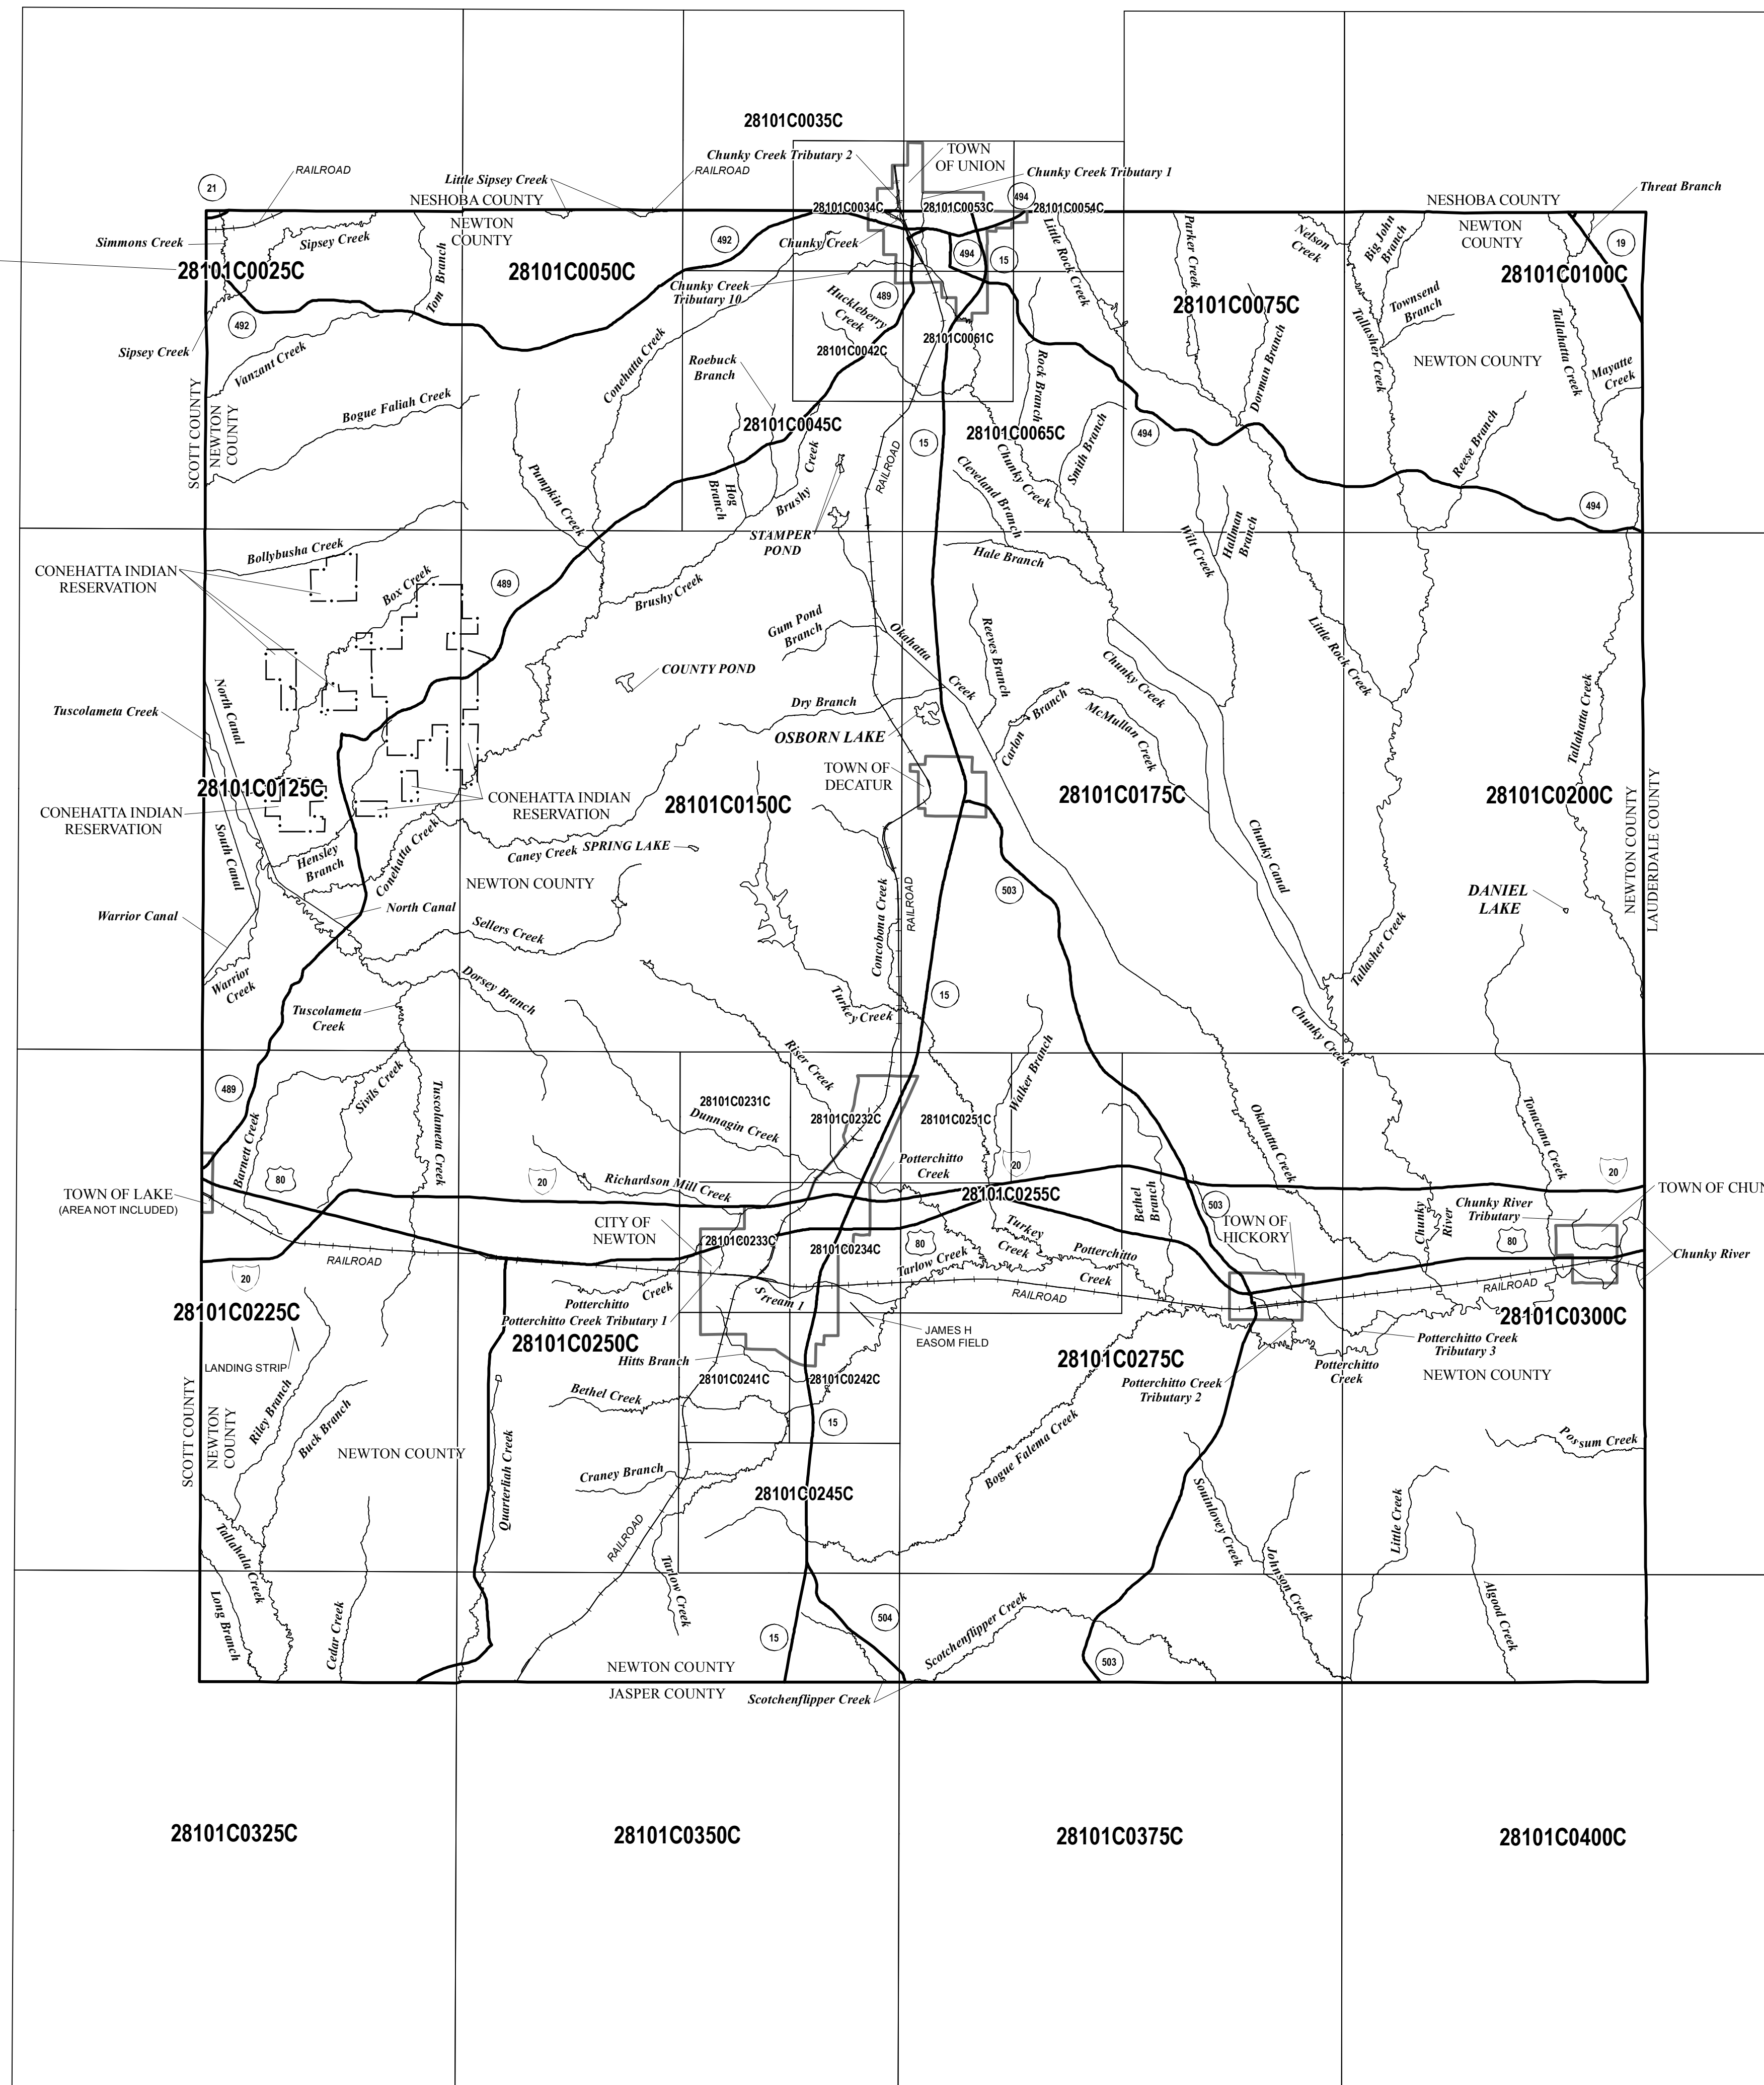 28101C0035C
Chunky Creek Tributary 2
TOWN
OF UNION
Chunky Creek Tributary 1
RAILROAD
Little Sipsey Creek
RAILROAD
21
NESHOBA COUNTY
NEWTON
COUNTY
494
NESHOBA COUNTY
NEWTON
COUNTY
Threat Branch
28101C0034C
28101C0053C
28101C0054C
Simmons Creek
Sipsey Creek
Tom Branch
492
Chunky Creek
494
15
Little Rock Creek
Parker Creek
Nelson
Creek
Big John
Branch
19
28101C0025C
28101C0050C
28101C0075C
28101C0100C
Chunky Creek
Tributary 10
489
Huckleberry
Creek
Townsend
Branch
492
Sipsey Creek
Vanzant Creek
Conehatta Creek
28101C0061C
28101C0042C
Roebuck
Branch
Rock Branch
Dorman Branch
Tallasher Creek
NEWTON COUNTY
Tallahatta Creek
Mayatte
Creek
SCOTT COUNTY
NEWTON
COUNTY
Bogue Faliah Creek
28101C0045C
28101C0065C
15
494
Reese Branch
Pumpkin Creek
Hog
Branch
Brushy
Creek
RAILROAD
Cleveland Branch
Chunky Creek
Smith Branch
494
STAMPER
POND
Wilt Creek
Hallman
Branch
Bollybusha Creek
Hale Branch
CONEHATTA INDIAN
RESERVATION
Box Creek
489
Brushy Creek
Gum Pond
Branch
Okahatta
Creek
Reeves Branch
Little Rock Creek
COUNTY POND
Chunky Creek
North Canal
Tuscolameta Creek
Dry Branch
Carlon
Branch
McMullan Creek
Tallahatta Creek
OSBORN LAKE
TOWN OF
DECATUR
28101C0125C
28101C0150C
28101C0175C
28101C0200C
CONEHATTA INDIAN
RESERVATION
CONEHATTA INDIAN
RESERVATION
South Canal
Hensley
Branch
Conehatta Creek
Caney Creek
SPRING LAKE
NEWTON COUNTY
503
Chunky Canal
NEWTON COUNTY
LAUDERDALE COUNTY
DANIEL
LAKE
Warrior Canal
North Canal
Sellers Creek
Concobona Creek
RAILROAD
Tallasher Creek
Warrior
Creek
Dorsey Branch
Tuscolameta
Creek
Turkey Creek
15
Chunky Creek
489
Sivils Creek
Tuscolameta Creek
Riser Creek
Walker Branch
28101C0231C
28101C0232C
28101C0251C
Dunnagin Creek
Okahatta Creek
Tonacana Creek
Barnett Creek
80
Potterchitto
Creek
20
20
20
TOWN OF LAKE
(AREA NOT INCLUDED)
Richardson Mill Creek
28101C0255C
Bethel
Branch
503
TOWN OF
HICKORY
Chunky
River
Chunky River
Tributary
TOWN OF CHUN
CITY OF
NEWTON
28101C0233C
28101C0234C
80
Turkey
Creek
Tarlow Creek
Potterchitto
Creek
80
Chunky River
RAILROAD
20
Potterchitto
Creek
Stream 1
RAILROAD
RAILROAD
28101C0225C
Potterchitto Creek Tributary 1
28101C0250C
JAMES H
EASOM FIELD
28101C0300C
LANDING STRIP
Hitts Branch
28101C0241C
28101C0242C
28101C0275C
Potterchitto Creek
Tributary 3
Potterchitto
Creek
NEWTON COUNTY
Potterchitto Creek
Tributary 2
SCOTT COUNTY
NEWTON
COUNTY
Riley Branch
Buck Branch
Bethel Creek
15
NEWTON COUNTY
Quarterliah Creek
Craney Branch
28101C0245C
Bogue Falema Creek
Possum Creek
Souinlovey Creek
Little Creek
Tallahala Creek
RAILROAD
Tarlow Creek
Johnson Creek
Long Branch
Cedar Creek
15
504
Scotchenflipper Creek
503
Algood Creek
NEWTON COUNTY
JASPER COUNTY
Scotchenflipper Creek
28101C0325C
28101C0350C
28101C0375C
28101C0400C